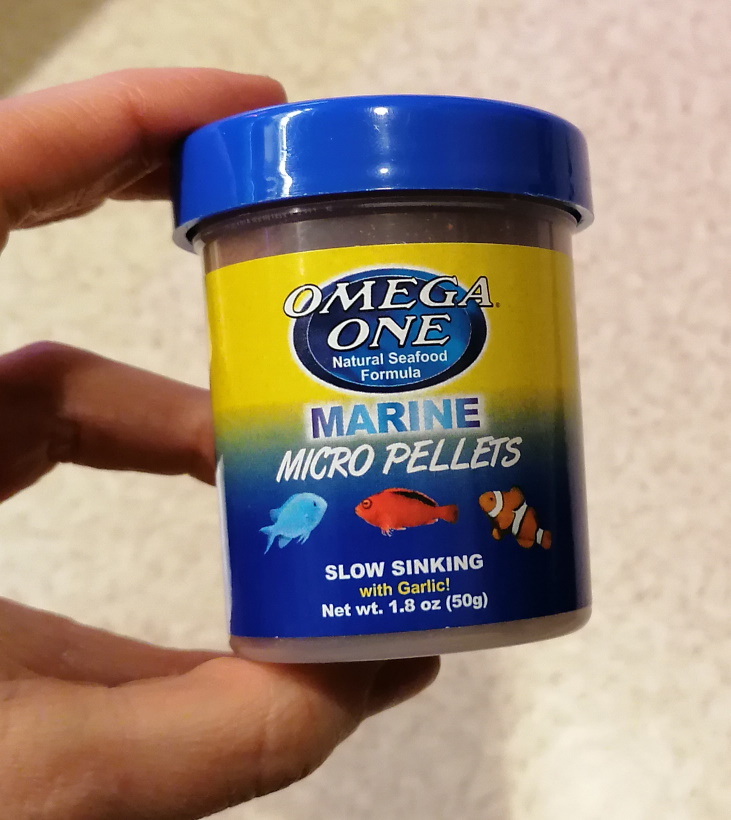 OMEGA
ONE
Natural Seafood
Formula
MARINE
MICRO PELLETS
SLOW SINKING
with Garlic!
Net wt. 1.8 oz (50g)